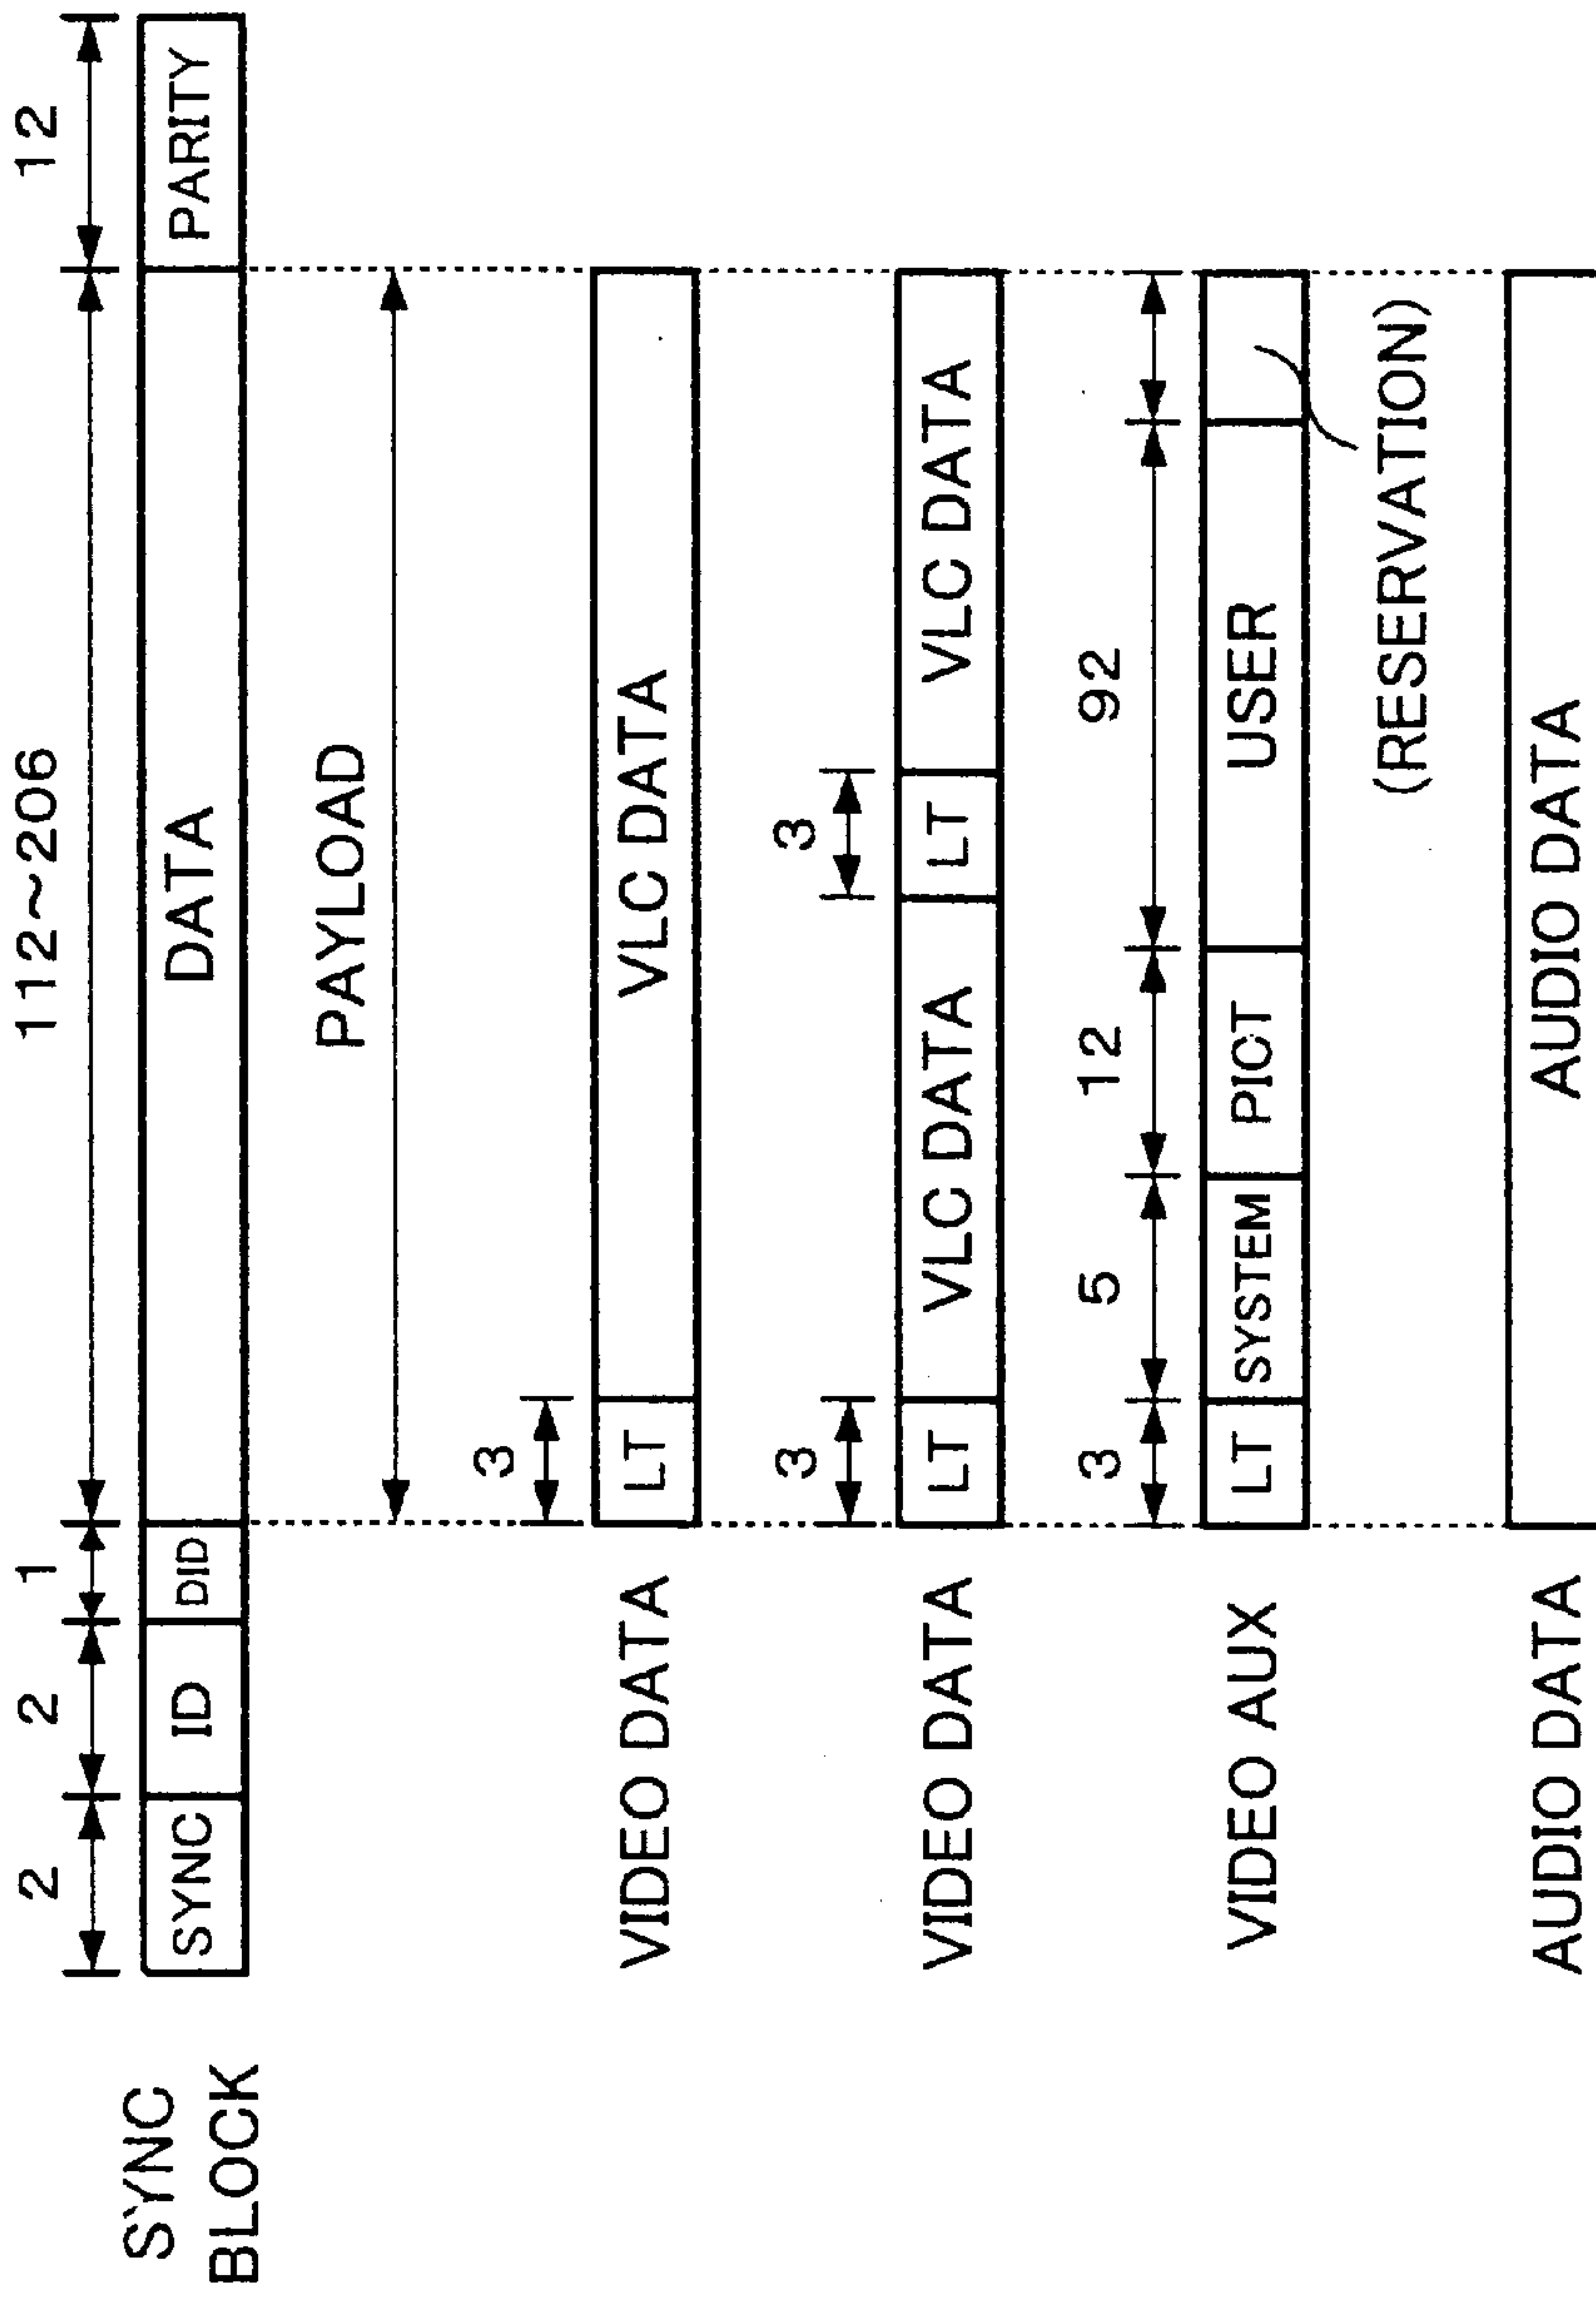 2 2 1 112~206 12
SYNC
BLOCK
SYNC ID DID DATA PARITY
PAYLOAD
3
VIDEO DATA LT VLC DATA
3 3
VIDEO DATA LT VLC DATA LT VLC DATA
3 5 12 92
VIDEO AUX LT SYSTEM PICT USER
(RESERVATION)
AUDIO DATA AUDIO DATA